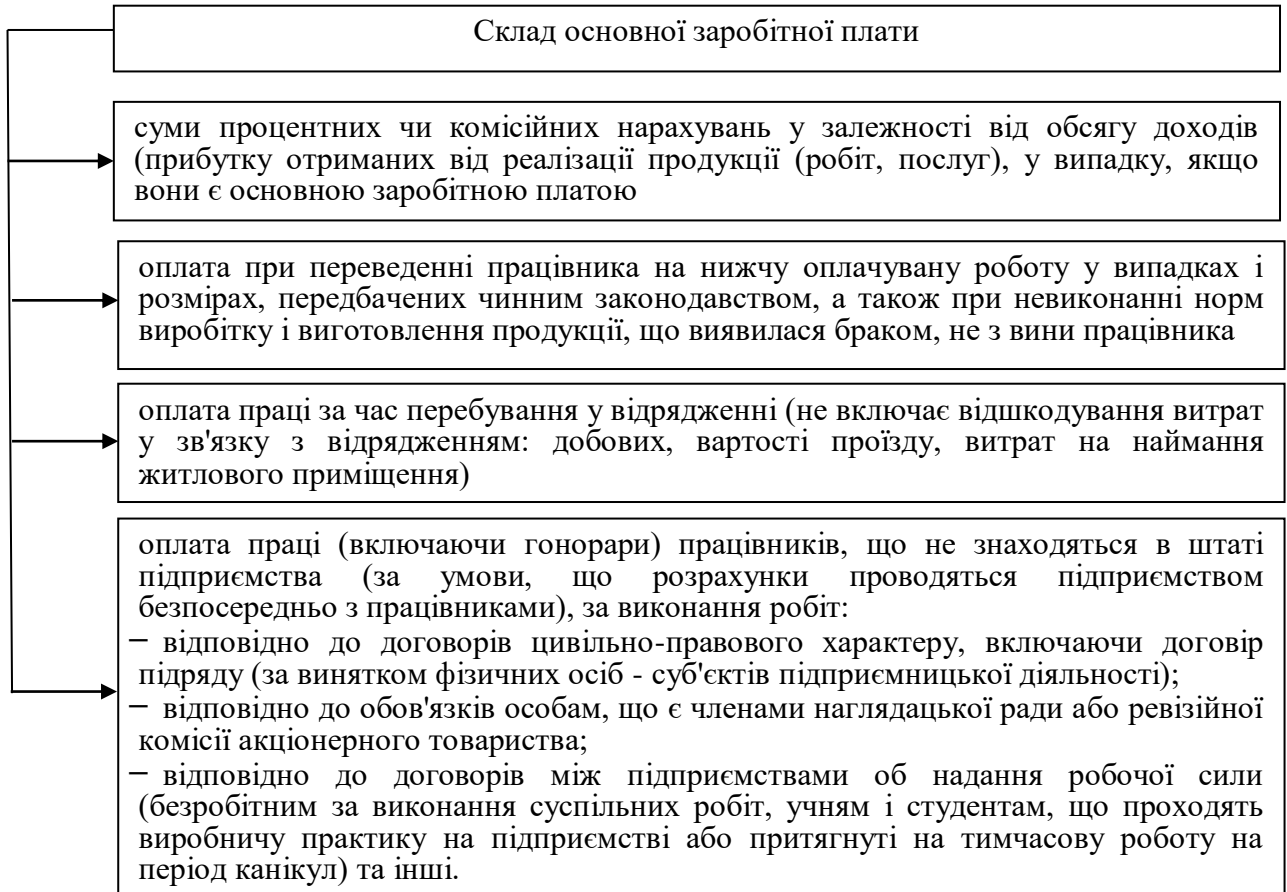 Склад основної заробітної плати
суми процентних чи комісійних нарахувань у залежності від обсягу доходів
(прибутку отриманих від реалізації продукції (робіт, послуг), у випадку, якщо
вони є основною заробітною платою
оплата при переведенні працівника на нижчу оплачувану роботу у випадках і
розмірах, передбачених чинним законодавством, а також при невиконанні норм
виробітку і виготовлення продукції, що виявилася браком, не з вини працівника
оплата праці за час перебування у відрядженні (не включає відшкодування витрат
у зв'язку з відрядженням: добових, вартості проїзду, витрат на наймання
житлового приміщення)
оплата праці (включаючи гонорари) працівників, що не знаходяться в штаті
підприємства (за умови, що розрахунки проводяться підприємством
безпосередньо з працівниками), за виконання робіт:
− відповідно до договорів цивільно-правового характеру, включаючи договір
підряду (за винятком фізичних осіб - суб'єктів підприємницької діяльності);
− відповідно до обов'язків особам, що є членами наглядацької ради або ревізійної
комісії акціонерного товариства;
− відповідно до договорів між підприємствами об надання робочої сили
(безробітним за виконання суспільних робіт, учням і студентам, що проходять
виробничу практику на підприємстві або притягнуті на тимчасову роботу на
період канікул) та інші.